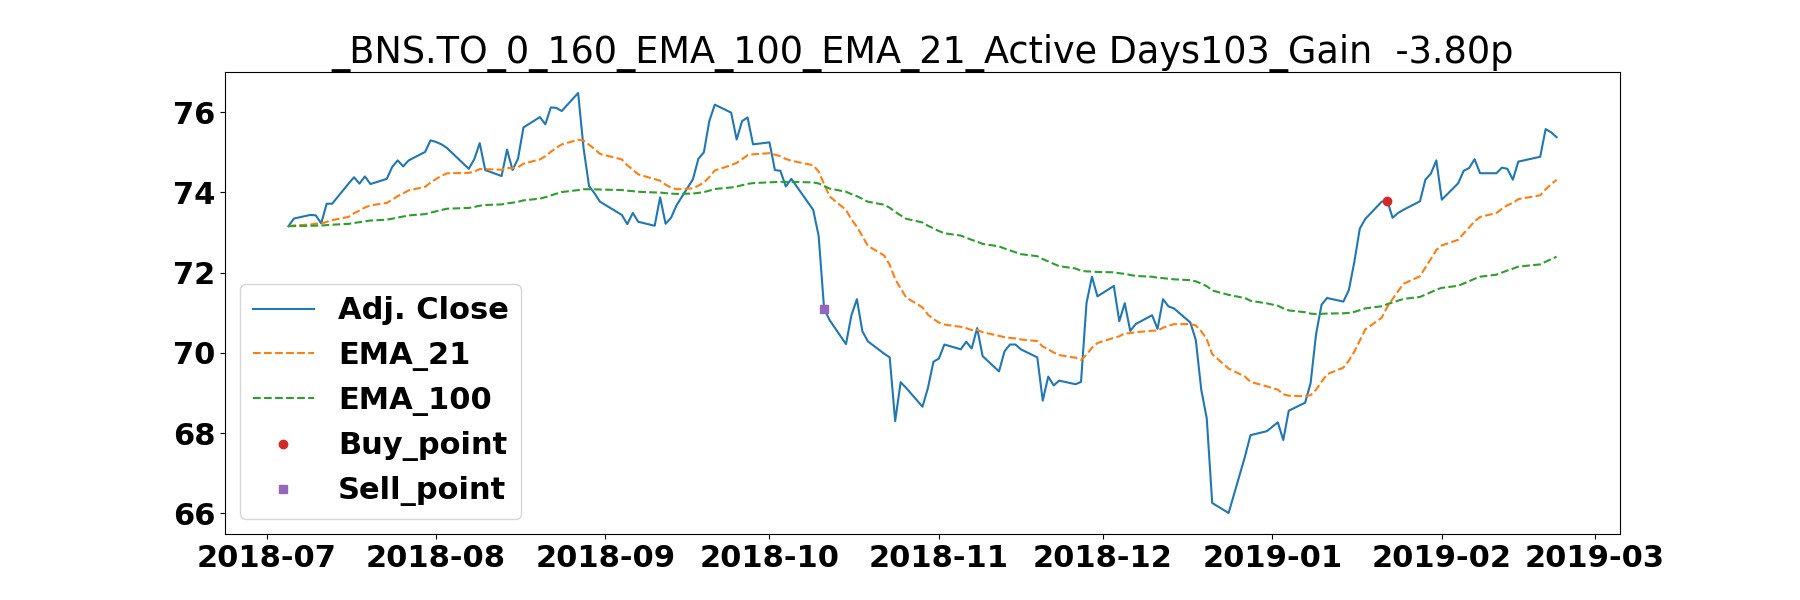 _BNS.TO_0_160_EMA_100_EMA_21_Active Days103_Gain  -3.80p
76
74
72
70
68
66
Adj. Close
EMA_21
EMA_100
Buy_point
Sell_point
2018-07 2018-08 2018-09 2018-10 2018-11 2018-12 2019-01 2019-02 2019-03